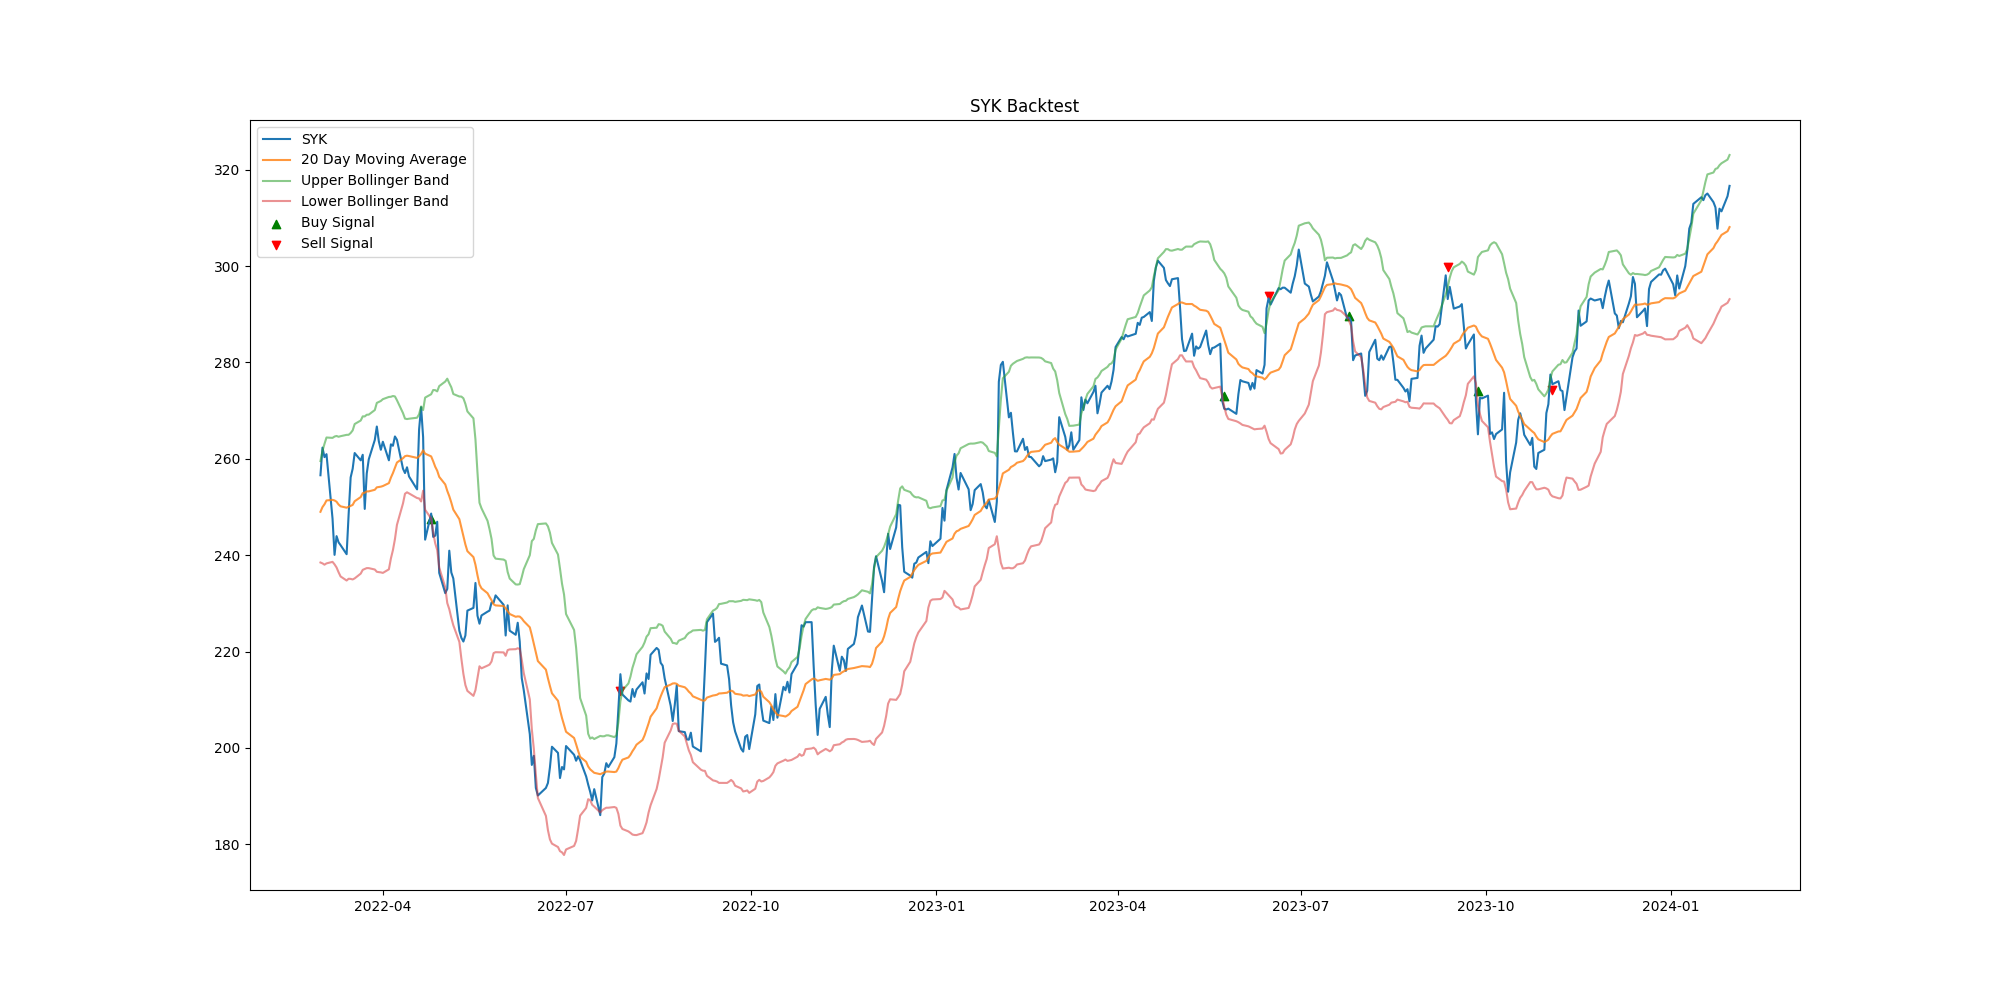 SYK Backtest
SYK
20 Day Moving Average
Upper Bollinger Band
Lower Bollinger Band
Buy Signal
Sell Signal
320
300
280
260
240
220
200
180
2022-04 2022-07 2022-10 2023-01 2023-04 2023-07 2023-10 2024-01